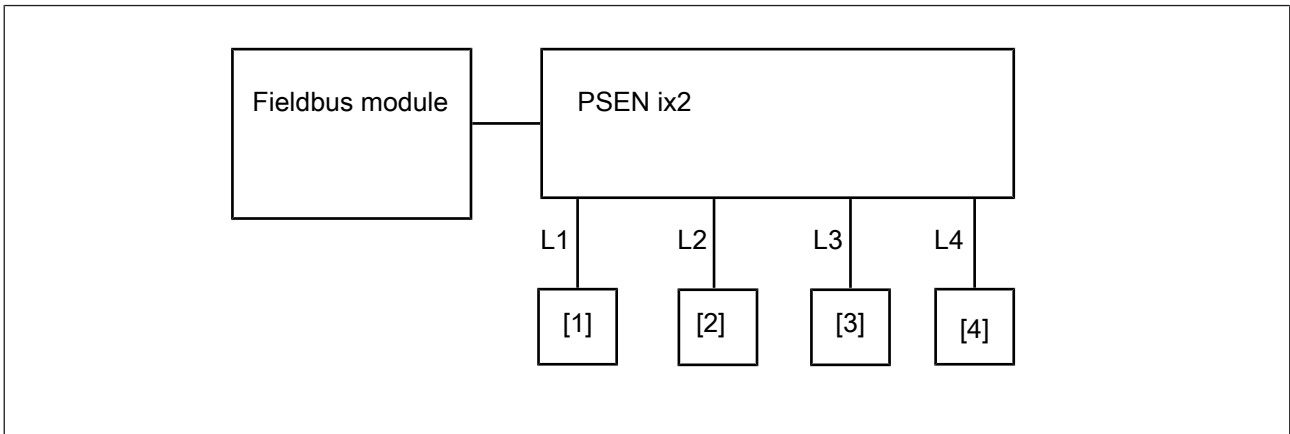 Fieldbus module
PSEN ix2
L1
L2
L3
L4
[1]
[2]
[3]
[4]